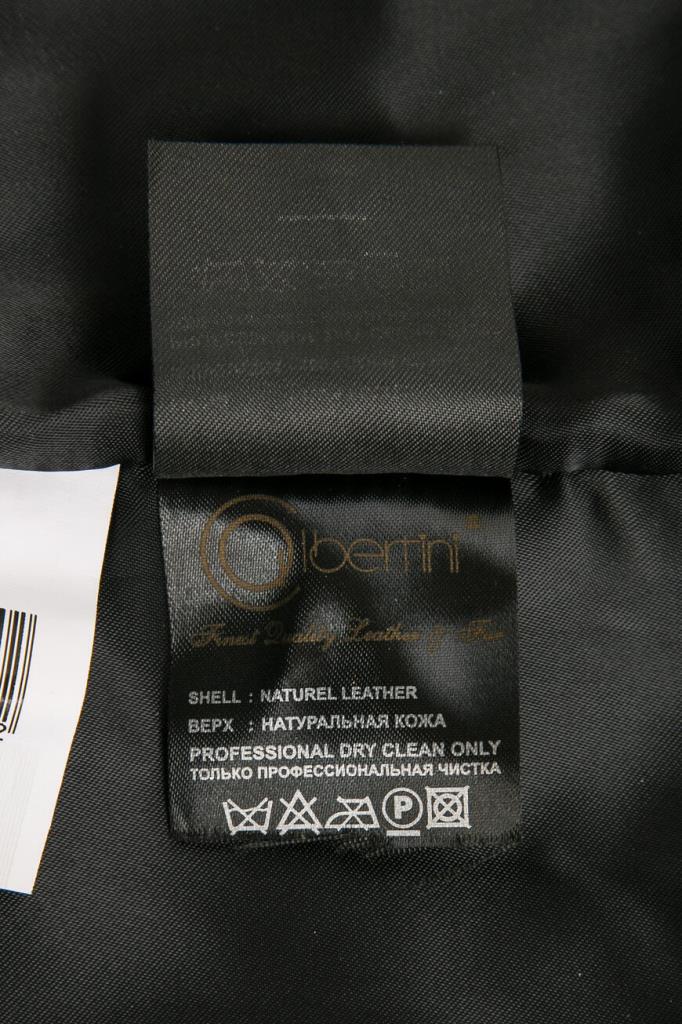 Olbertini®
Finest Quality Leather & Fur
SHELL : NATUREL LEATHER
ВЕРХ : НАТУРАЛЬНАЯ КОЖА
PROFESSIONAL DRY CLEAN ONLY
ТОЛЬКО ПРОФЕССИОНАЛЬНАЯ ЧИСТКА
P